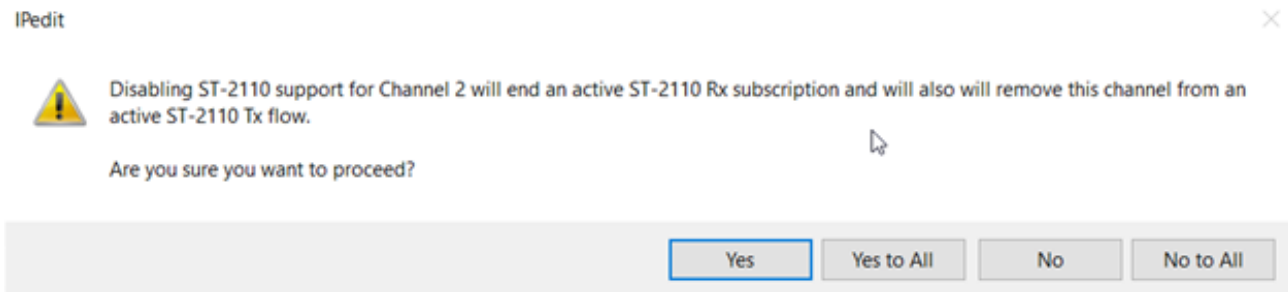 IPedit
Disabling ST-2110 support for Channel 2 will end an active ST-2110 Rx subscription and will also will remove this channel from an
active ST-2110 Tx flow.
Are you sure you want to proceed?
Yes
Yes to All
No
No to All